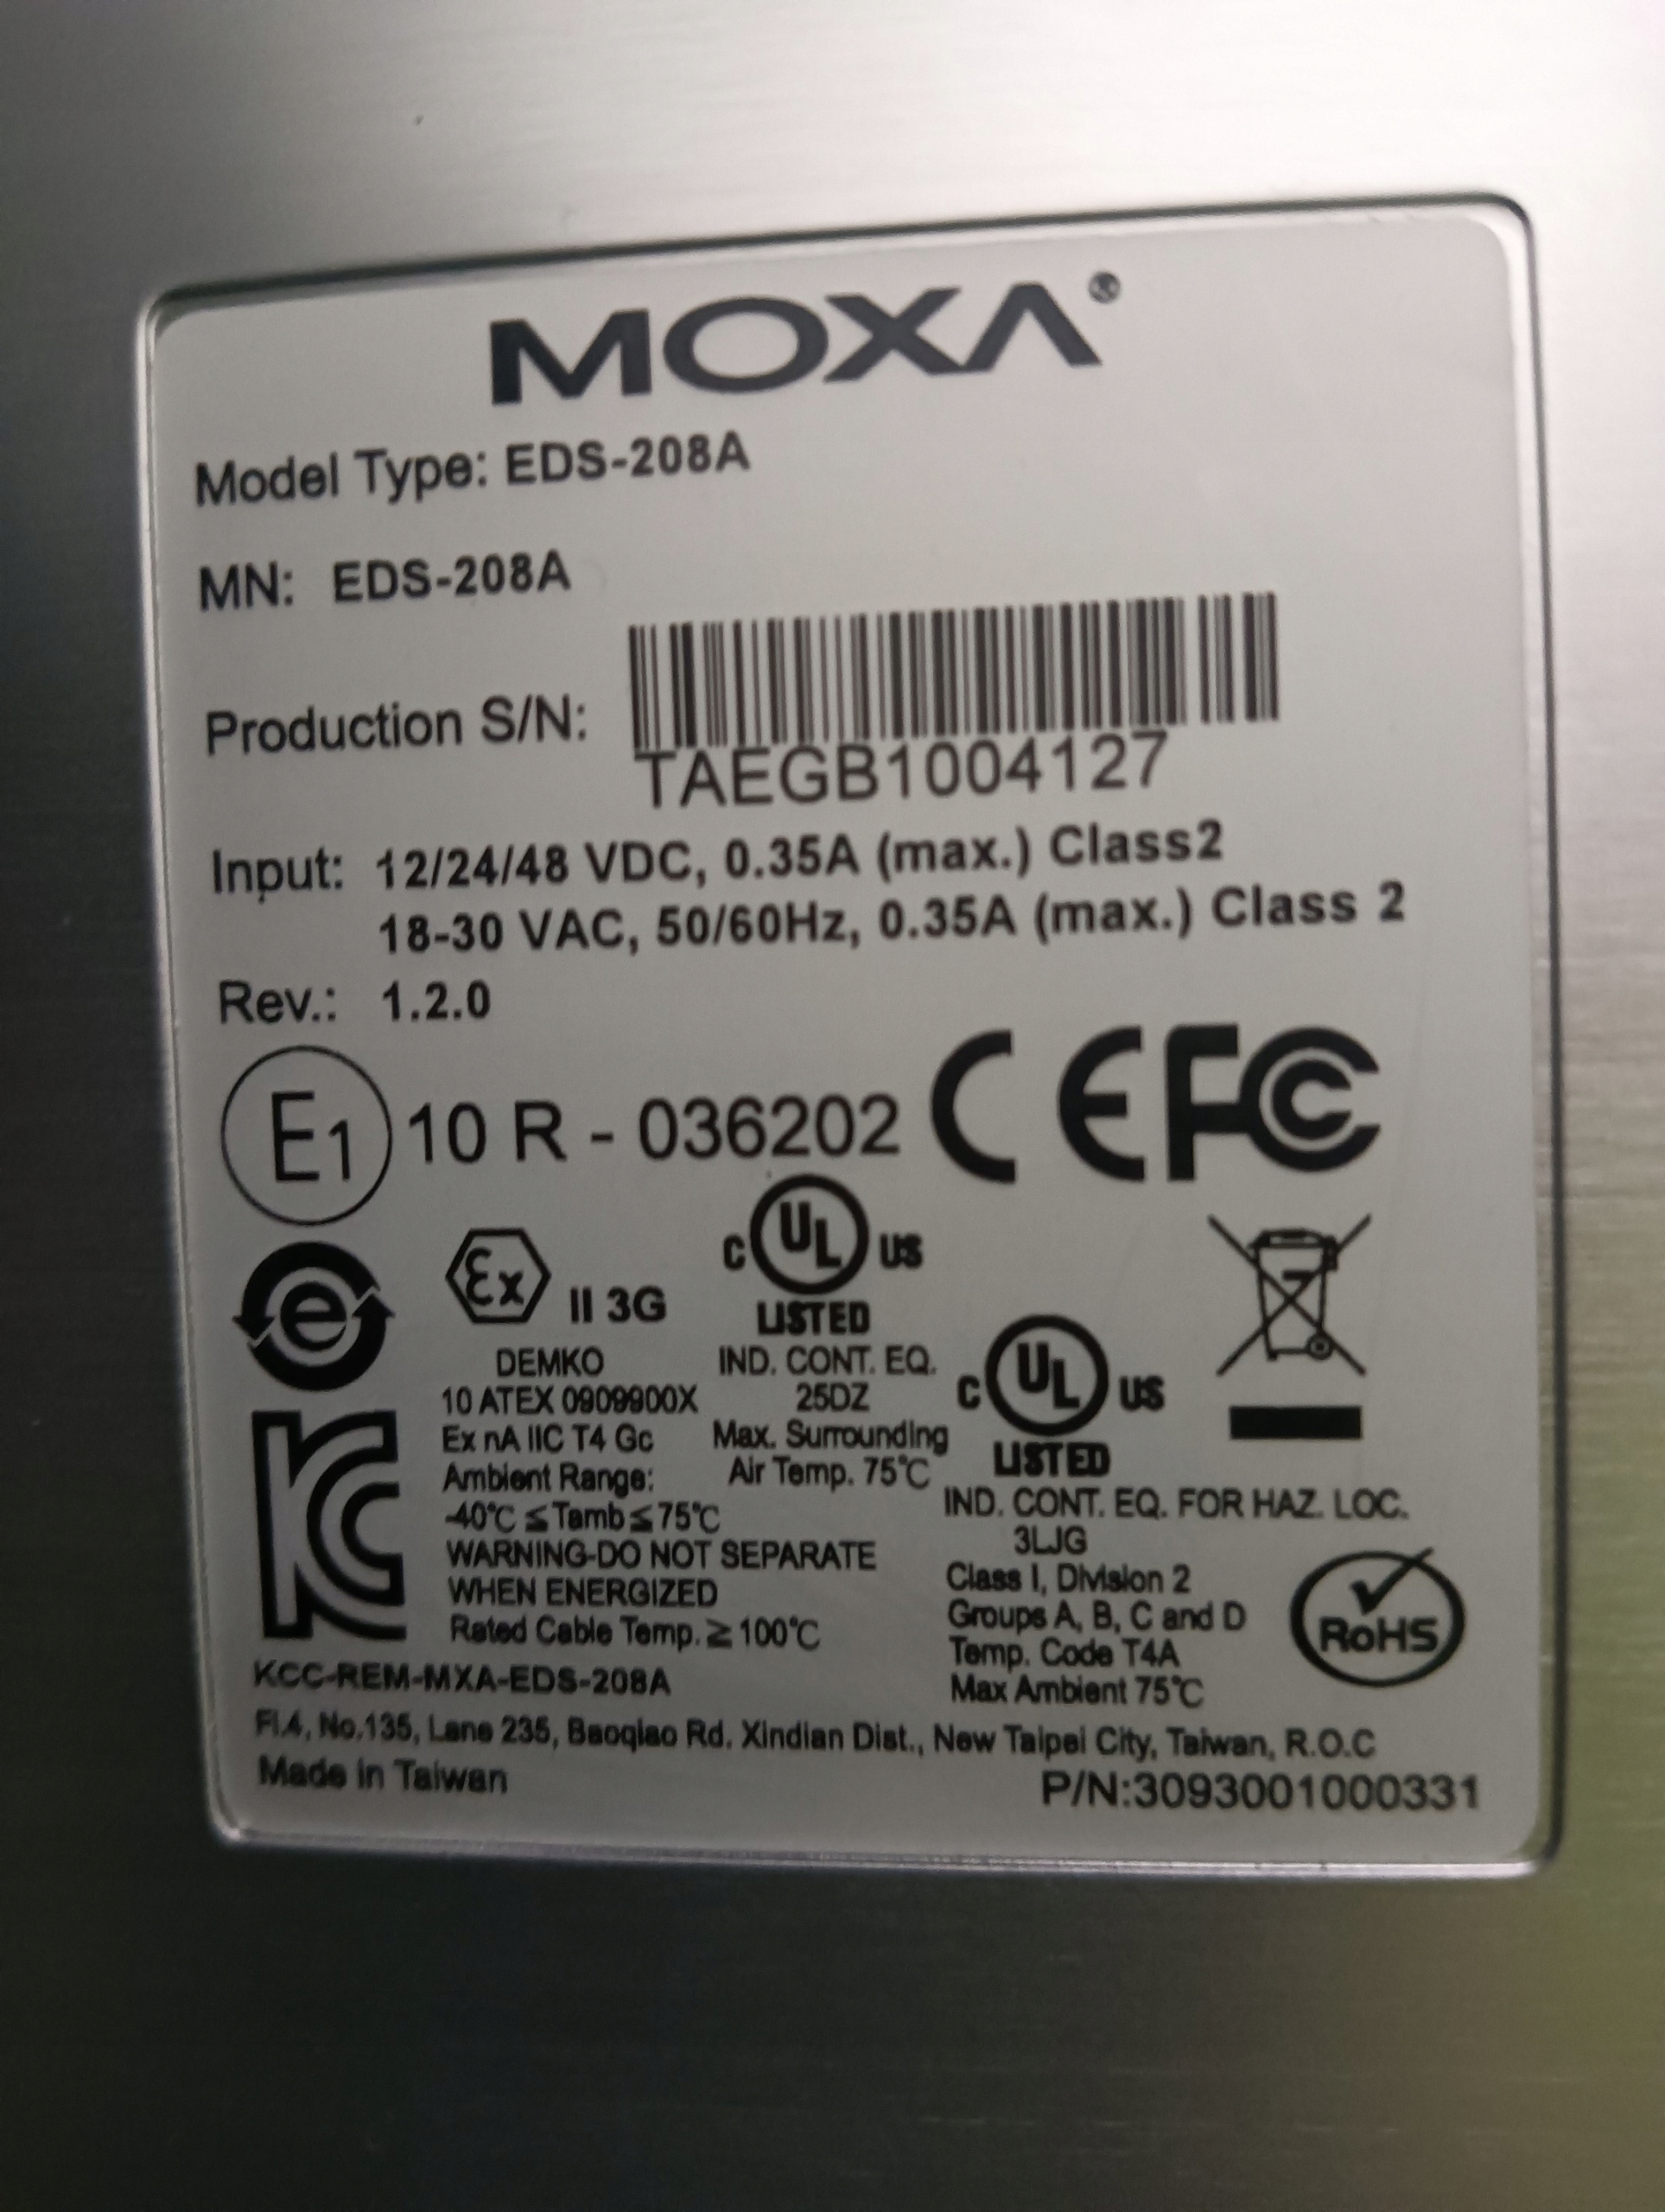 MOXA®
Model Type: EDS-208A
MN: EDS-208A
Production S/N:
TAEGB1004127
Input: 12/24/48 VDC, 0.35A (max.) Class2
18-30 VAC, 50/60Hz, 0.35A (max.) Class 2
Rev.: 1.2.0
E1 10 R - 036202 CE FC
e
Ex II 3G
DEMKO
10 ATEX 0909900X
Ex nA IIC T4 Gc
Ambient Range:
-40°C ≤ Tamb ≤ 75°C
WARNING-DO NOT SEPARATE
WHEN ENERGIZED
Rated Cable Temp. ≥ 100°C
C UL US
LISTED
IND. CONT. EQ.
25DZ
Max. Surrounding
Air Temp. 75°C
C UL US
LISTED
IND. CONT. EQ. FOR HAZ. LOC.
3LJG
Class I, Division 2
Groups A, B, C and D
Temp. Code T4A
Max Ambient 75°C
RoHS
KC
KCC-REM-MXA-EDS-208A
Fl.4, No.135, Lane 235, Baoqiao Rd. Xindian Dist., New Taipei City, Taiwan, R.O.C
Made in Taiwan
P/N:3093001000331